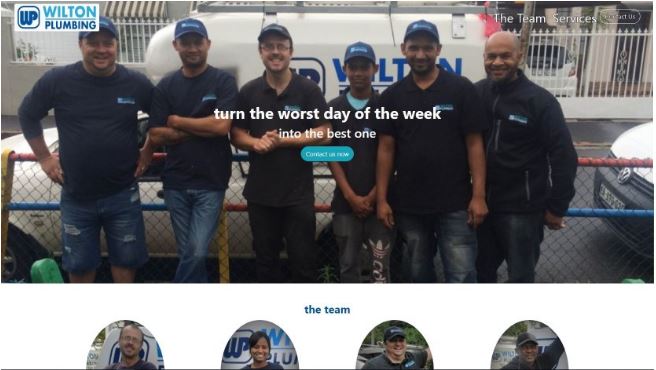 WILTON
PLUMBING
The Team Services Contact Us
WILTON
turn the worst day of the week
into the best one
Contact us now
the team